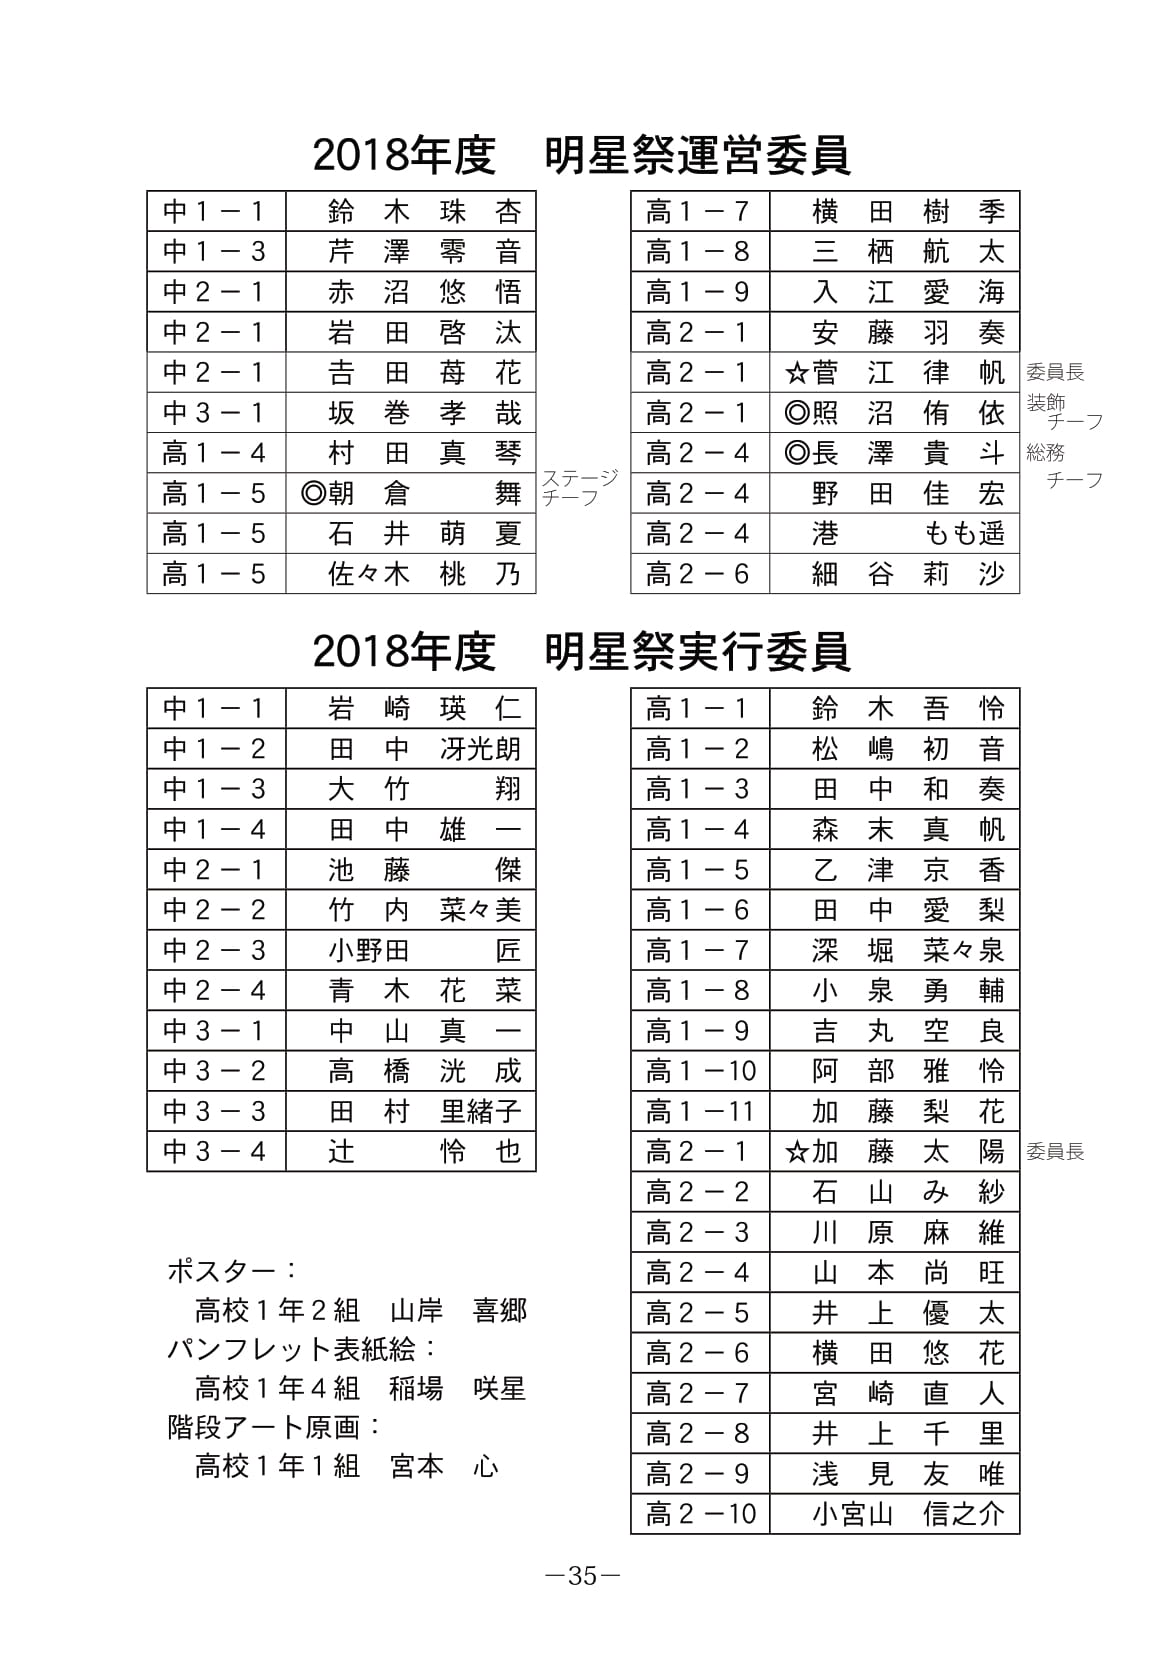 2018年度　明星祭運営委員
中１－１　鈴木珠杏
中１－３　芹澤零音
中２－１　赤沼悠悟
中２－１　岩田啓汰
中２－１　吉田苺花
中３－１　坂巻孝哉
高１－４　村田真琴
高１－５　◎朝倉　舞　ステージチーフ
高１－５　石井萌夏
高１－５　佐々木桃乃
高１－７　横田樹季
高１－８　三栖航太
高１－９　入江愛海
高２－１　安藤羽奏
高２－１　☆菅江律帆　委員長
高２－１　◎照沼侑依　装飾チーフ
高２－４　◎長澤貴斗　総務チーフ
高２－４　野田佳宏
高２－４　港　もも遥
高２－６　細谷莉沙
2018年度　明星祭実行委員
中１－１　岩崎瑛仁
中１－２　田中冴光朗
中１－３　大竹　翔
中１－４　田中雄一
中２－１　池藤　傑
中２－２　竹内菜々美
中２－３　小野田　匠
中２－４　青木花菜
中３－１　中山真一
中３－２　高橋洸成
中３－３　田村里緒子
中３－４　辻　怜也
高１－１　鈴木吾怜
高１－２　松嶋初音
高１－３　田中和奏
高１－４　森末真帆
高１－５　乙津京香
高１－６　田中愛梨
高１－７　深堀菜々泉
高１－８　小泉勇輔
高１－９　吉丸空良
高１－10　阿部雅怜
高１－11　加藤梨花
高２－１　☆加藤太陽　委員長
高２－２　石山み紗
高２－３　川原麻維
高２－４　山本尚旺
高２－５　井上優太
高２－６　横田悠花
高２－７　宮崎直人
高２－８　井上千里
高２－９　浅見友唯
高２－10　小宮山信之介
ポスター：
高校１年２組　山岸　喜郷
パンフレット表紙絵：
高校１年４組　稲場　咲星
階段アート原画：
高校１年１組　宮本　心
－35－